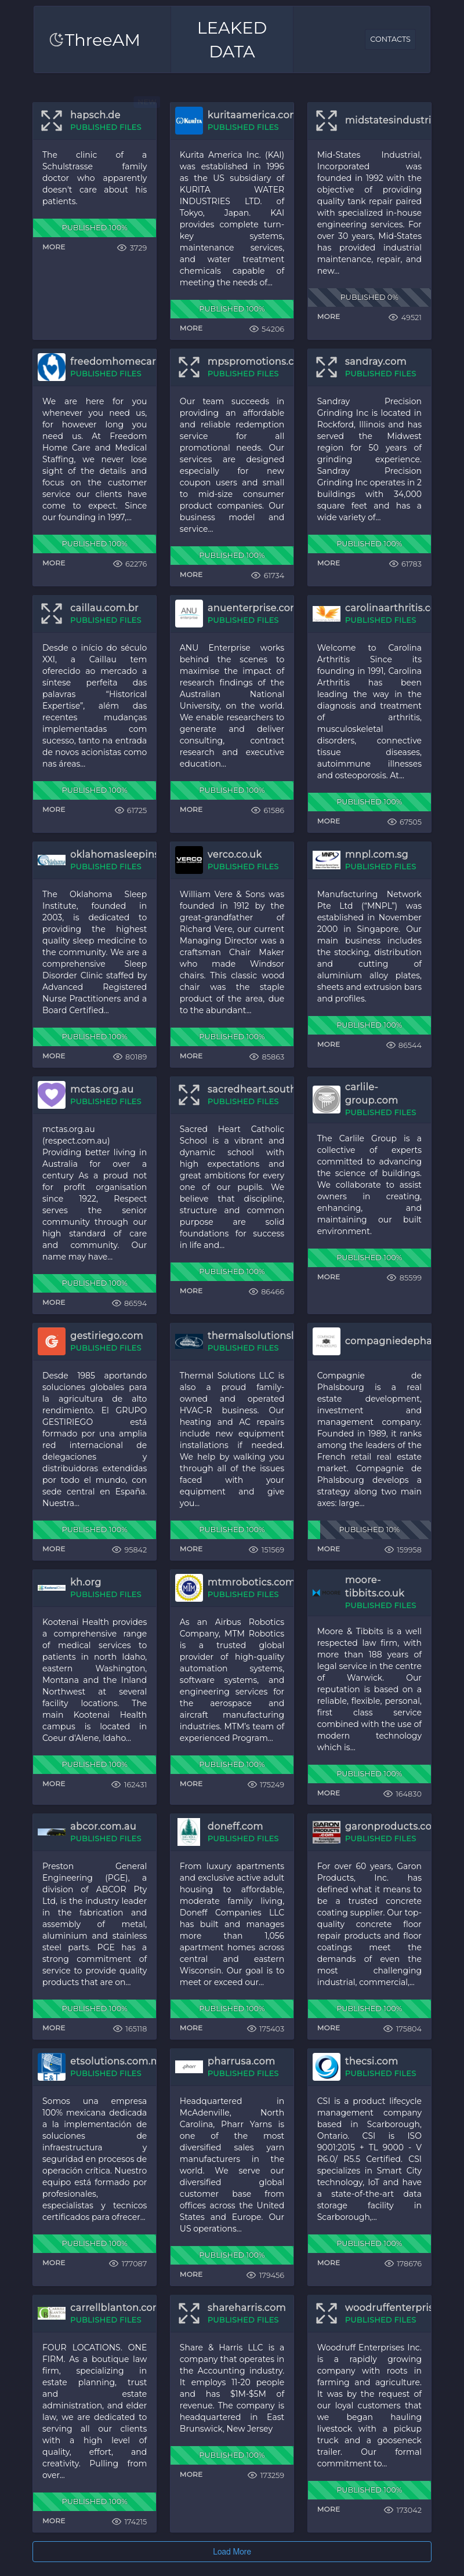 ThreeAM
LEAKED
DATA
CONTACTS
hapsch.de
PUBLISHED FILES
The clinic of a
Schulstrasse family
doctor who apparently
doesn't care about his
patients.
PUBLISHED 100%
MORE
3729
kuritaamerica.com
PUBLISHED FILES
Kurita America Inc. (KAI)
was established in 1996
as the US subsidiary of
KURITA WATER
INDUSTRIES LTD. of
Tokyo, Japan. KAI
provides complete turn-
key systems,
maintenance services,
and water treatment
chemicals capable of
meeting the needs of...
PUBLISHED 100%
MORE
54206
midstatesindustri
Mid-States Industrial,
Incorporated was
founded in 1992 with the
objective of providing
quality tank repair paired
with specialized in-house
engineering services. For
over 30 years, Mid-States
has provided industrial
maintenance, repair, and
new...
PUBLISHED 0%
MORE
49521
freedomhomecar
PUBLISHED FILES
We are here for you
whenever you need us,
for however long you
need us. At Freedom
Home Care and Medical
Staffing, we never lose
sight of the details and
focus on the customer
service our clients have
come to expect. Since
our founding in 1997,...
PUBLISHED 100%
MORE
62276
mpspromotions.c
PUBLISHED FILES
Our team succeeds in
providing an affordable
and reliable redemption
service for all
promotional needs. Our
services are designed
especially for new
coupon users and small
to mid-size consumer
product companies. Our
business model and
service...
PUBLISHED 100%
MORE
61734
sandray.com
PUBLISHED FILES
Sandray Precision
Grinding Inc is located in
Rockford, Illinois and has
served the Midwest
region for 50 years of
grinding experience.
Sandray Precision
Grinding Inc operates in 2
buildings with 34,000
square feet and has a
wide variety of...
PUBLISHED 100%
MORE
61783
caillau.com.br
PUBLISHED FILES
Desde o início do século
XXI, a Caillau tem
oferecido ao mercado a
síntese perfeita das
palavras “Historical
Expertise”, além das
recentes mudanças
implementadas com
sucesso, tanto na entrada
de novos acionistas como
nas áreas...
PUBLISHED 100%
MORE
61725
anuenterprise.com
PUBLISHED FILES
ANU Enterprise works
behind the scenes to
maximise the impact of
research findings of the
Australian National
University, on the world.
We enable researchers to
generate and deliver
consulting, contract
research and executive
education...
PUBLISHED 100%
MORE
61586
carolinaarthritis.c
PUBLISHED FILES
Welcome to Carolina
Arthritis Since its
founding in 1991, Carolina
Arthritis has been
leading the way in the
diagnosis and treatment
of arthritis,
musculoskeletal
disorders, connective
tissue diseases,
autoimmune illnesses
and osteoporosis. At...
PUBLISHED 100%
MORE
67505
oklahomasleepins
PUBLISHED FILES
The Oklahoma Sleep
Institute, founded in
2003, is dedicated to
providing the highest
quality sleep medicine to
the community. We are a
comprehensive Sleep
Disorder Clinic staffed by
Advanced Registered
Nurse Practitioners and a
Board Certified...
PUBLISHED 100%
MORE
80189
VERCO
verco.co.uk
PUBLISHED FILES
William Vere & Sons was
founded in 1912 by the
great-grandfather of
Richard Vere, our current
Managing Director was a
craftsman Chair Maker
who made Windsor
chairs. This classic wood
chair was the staple
product of the area, due
to the abundant...
PUBLISHED 100%
MORE
85863
mnpl.com.sg
PUBLISHED FILES
Manufacturing Network
Pte Ltd (“MNPL”) was
established in November
2000 in Singapore. Our
main business includes
the stocking, distribution
and cutting of
aluminium alloy plates,
sheets and extrusion bars
and profiles.
PUBLISHED 100%
MORE
86544
mctas.org.au
PUBLISHED FILES
mctas.org.au
(respect.com.au)
Providing better living in
Australia for over a
century As a proud not
for profit organisation
since 1922, Respect
serves the senior
community through our
high standard of care
and community. Our
name may have...
PUBLISHED 100%
MORE
86594
sacredheart.south
PUBLISHED FILES
Sacred Heart Catholic
School is a vibrant and
dynamic school with
high expectations and
great ambitions for every
one of our pupils. We
believe that discipline,
structure and common
purpose are solid
foundations for success
in life and...
PUBLISHED 100%
MORE
86466
carlile-
group.com
PUBLISHED FILES
The Carlile Group is a
collective of experts
committed to advancing
the science of buildings.
We collaborate to assist
owners in creating,
enhancing, and
maintaining our built
environment.
PUBLISHED 100%
MORE
85599
gestiriego.com
PUBLISHED FILES
Desde 1985 aportando
soluciones globales para
la agricultura de alto
rendimiento. El GRUPO
GESTIRIEGO está
formado por una amplia
red internacional de
delegaciones y
distribuidoras extendidas
por todo el mundo, con
sede central en España.
Nuestra...
PUBLISHED 100%
MORE
95842
thermalsolutionsl
PUBLISHED FILES
Thermal Solutions LLC is
also a proud family-
owned and operated
HVAC-R business. Our
heating and AC repairs
include new equipment
installations if needed.
We help by walking you
through all of the issues
faced with your
equipment and give
you...
PUBLISHED 100%
MORE
151569
compagniedepha
Compagnie de
Phalsbourg is a real
estate development,
investment and
management company.
Founded in 1989, it ranks
among the leaders of the
French retail real estate
market. Compagnie de
Phalsbourg develops a
strategy along two main
axes: large...
PUBLISHED 10%
MORE
159958
kh.org
PUBLISHED FILES
Kootenai Health provides
a comprehensive range
of medical services to
patients in north Idaho,
eastern Washington,
Montana and the Inland
Northwest at several
facility locations. The
main Kootenai Health
campus is located in
Coeur d'Alene, Idaho...
PUBLISHED 100%
MORE
162431
mtmrobotics.com
PUBLISHED FILES
As an Airbus Robotics
Company, MTM Robotics
is a trusted global
provider of high-quality
automation systems,
software systems, and
engineering services for
the aerospace and
aircraft manufacturing
industries. MTM's team of
experienced Program...
PUBLISHED 100%
MORE
175249
moore-
tibbits.co.uk
PUBLISHED FILES
Moore & Tibbits is a well
respected law firm, with
more than 188 years of
legal service in the centre
of Warwick. Our
reputation is based on a
reliable, flexible, personal,
first class service
combined with the use of
modern technology
which is...
PUBLISHED 100%
MORE
164830
abcor.com.au
PUBLISHED FILES
Preston General
Engineering (PGE), a
division of ABCOR Pty
Ltd, is the industry leader
in the fabrication and
assembly of metal,
aluminium and stainless
steel parts. PGE has a
strong commitment of
service to provide quality
products that are on...
PUBLISHED 100%
MORE
165118
doneff.com
PUBLISHED FILES
From luxury apartments
and exclusive active adult
housing to affordable,
moderate family living,
Doneff Companies LLC
has built and manages
more than 1,056
apartment homes across
central and eastern
Wisconsin. Our goal is to
meet or exceed our...
PUBLISHED 100%
MORE
175403
garonproducts.co
PUBLISHED FILES
For over 60 years, Garon
Products, Inc. has
defined what it means to
be a trusted concrete
coating supplier. Our top-
quality concrete floor
repair products and floor
coatings meet the
demands of even the
most challenging
industrial, commercial,...
PUBLISHED 100%
MORE
175804
etsolutions.com.m
PUBLISHED FILES
Somos una empresa
100% mexicana dedicada
a la implementación de
soluciones de
infraestructura y
seguridad en procesos de
operación crítica. Nuestro
equipo está formado por
profesionales,
especialistas y tecnicos
certificados para ofrecer...
PUBLISHED 100%
MORE
177087
pharrusa.com
PUBLISHED FILES
Headquartered in
McAdenville, North
Carolina, Pharr Yarns is
one of the most
diversified sales yarn
manufacturers in the
world. We serve our
diversified global
customer base from
offices across the United
States and Europe. Our
US operations...
PUBLISHED 100%
MORE
179456
thecsi.com
PUBLISHED FILES
CSI is a product lifecycle
management company
based in Scarborough,
Ontario. CSI is ISO
9001:2015 + TL 9000 - V
R6.0/ R5.5 Certified. CSI
specializes in Smart City
technology, IoT and have
a state-of-the-art data
storage facility in
Scarborough,...
PUBLISHED 100%
MORE
178676
carrellblanton.com
PUBLISHED FILES
FOUR LOCATIONS. ONE
FIRM. As a boutique law
firm, specializing in
estate planning, trust
and estate
administration, and elder
law, we are dedicated to
serving all our clients
with a high level of
quality, effort, and
creativity. Pulling from
over...
PUBLISHED 100%
MORE
174215
shareharris.com
PUBLISHED FILES
Share & Harris LLC is a
company that operates in
the Accounting industry.
It employs 11-20 people
and has $1M-$5M of
revenue. The company is
headquartered in East
Brunswick, New Jersey
PUBLISHED 100%
MORE
173259
woodruffenterpris
PUBLISHED FILES
Woodruff Enterprises Inc.
is a rapidly growing
company with roots in
farming and agriculture.
It was by the request of
our loyal customers that
we began hauling
livestock with a pickup
truck and a gooseneck
trailer. Our formal
commitment to...
PUBLISHED 100%
MORE
173042
Load More